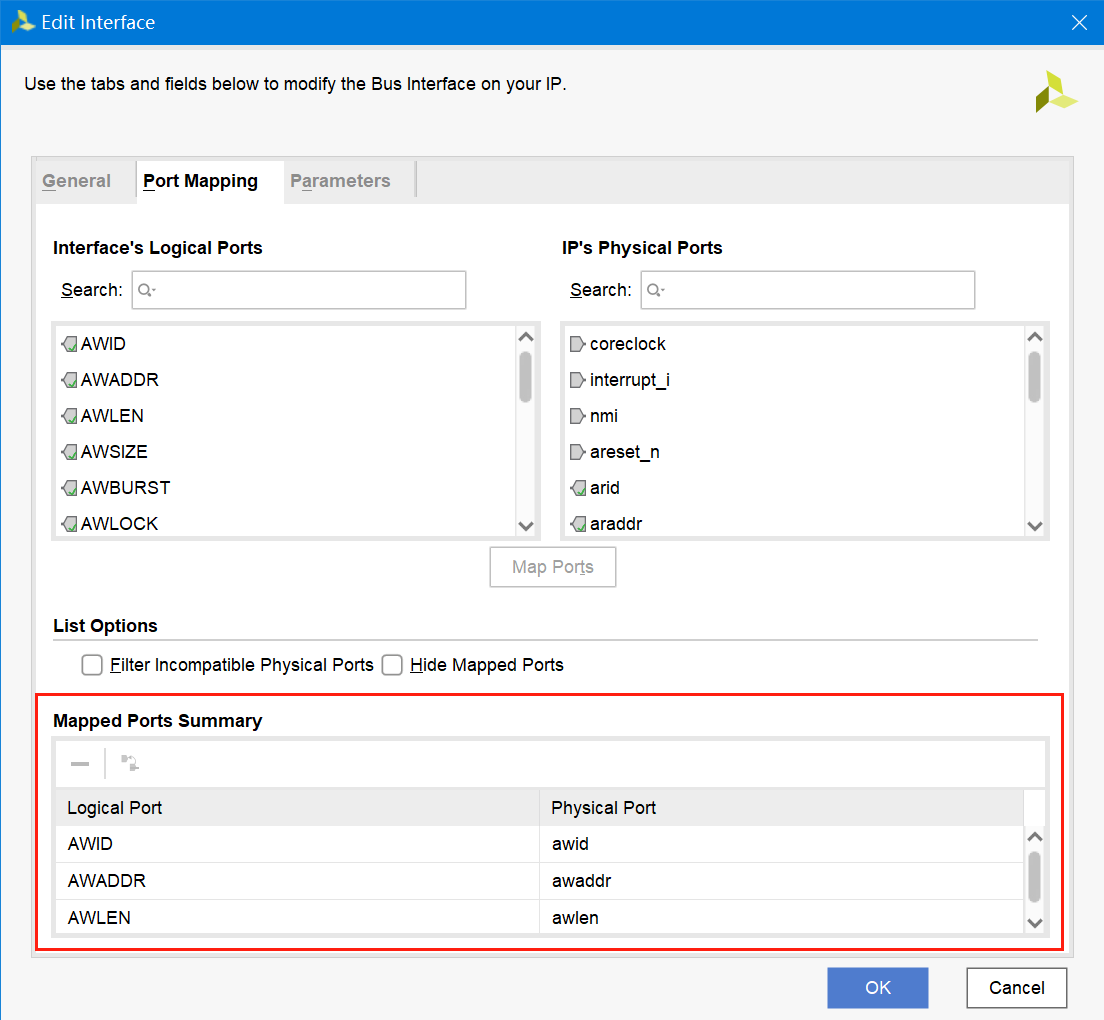 Edit Interface
Use the tabs and fields below to modify the Bus Interface on your IP.
General Port Mapping Parameters
Interface's Logical Ports
Search:
AWID
AWADDR
AWLEN
AWSIZE
AWBURST
AWLOCK
IP's Physical Ports
Search:
coreclock
interrupt_i
nmi
areset_n
arid
araddr
Map Ports
List Options
Filter Incompatible Physical Ports Hide Mapped Ports
Mapped Ports Summary
Logical Port Physical Port
AWID awid
AWADDR awaddr
AWLEN awlen
OK Cancel